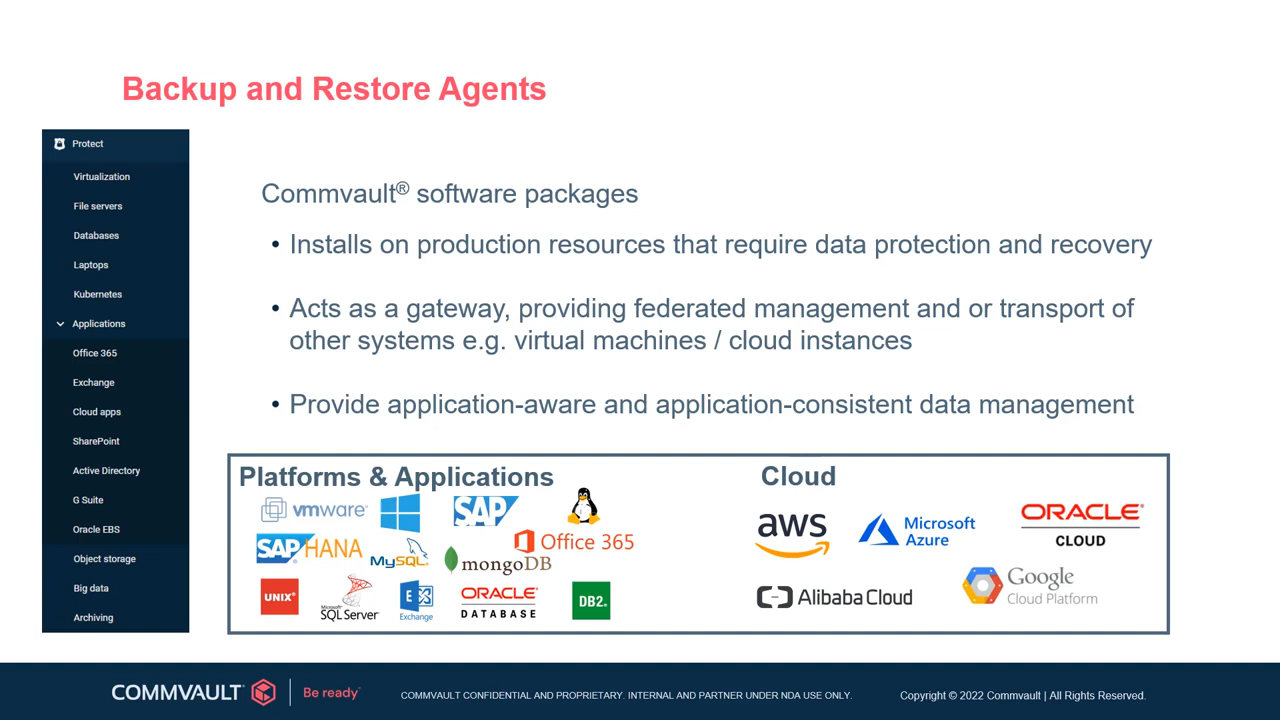 Backup and Restore Agents
Protect
Virtualization
File servers
Databases
Laptops
Kubernetes
Applications
Office 365
Exchange
Cloud apps
SharePoint
Active Directory
G Suite
Oracle EBS
Object storage
Big data
Archiving
Commvault® software packages
• Installs on production resources that require data protection and recovery
• Acts as a gateway, providing federated management and or transport of
other systems e.g. virtual machines / cloud instances
• Provide application-aware and application-consistent data management
Platforms & Applications
vmware
SAP
SAP HANA
MySQL
Office 365
mongoDB
UNIX
Microsoft
SQL Server
Exchange
ORACLE
DATABASE
DB2.
Cloud
aws
Microsoft
Azure
ORACLE
CLOUD
Alibaba Cloud
Google
Cloud Platform
COMMVAULT
Be ready
COMMVAULT CONFIDENTIAL AND PROPRIETARY. INTERNAL AND PARTNER UNDER NDA USE ONLY.
Copyright © 2022 Commvault | All Rights Reserved.